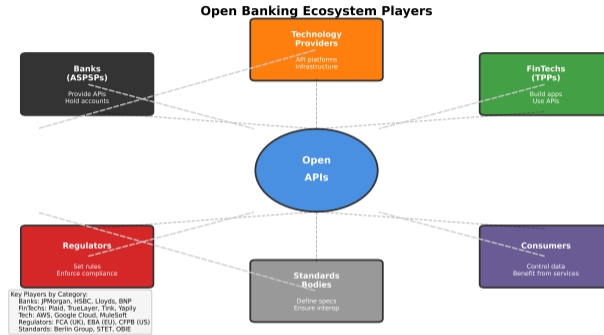 Open Banking Ecosystem Players
Technology
Providers
API platforms
Infrastructure
Banks
(ASPSPs)
Provide APIs
Hold accounts
FinTechs
(TPPs)
Build apps
Use APIs
Open
APIs
Regulators
Set rules
Enforce compliance
Standards
Bodies
Define specs
Ensure interop
Consumers
Control data
Benefit from services
Key Players by Category:
Banks: JPMorgan, HSBC, Lloyds, BNP
FinTechs: Plaid, TrueLayer, Tink, Yapily
Tech: AWS, Google Cloud, MuleSoft
Regulators: FCA (UK), EBA (EU), CFPB (US)
Standards: Berlin Group, STET, OBIE